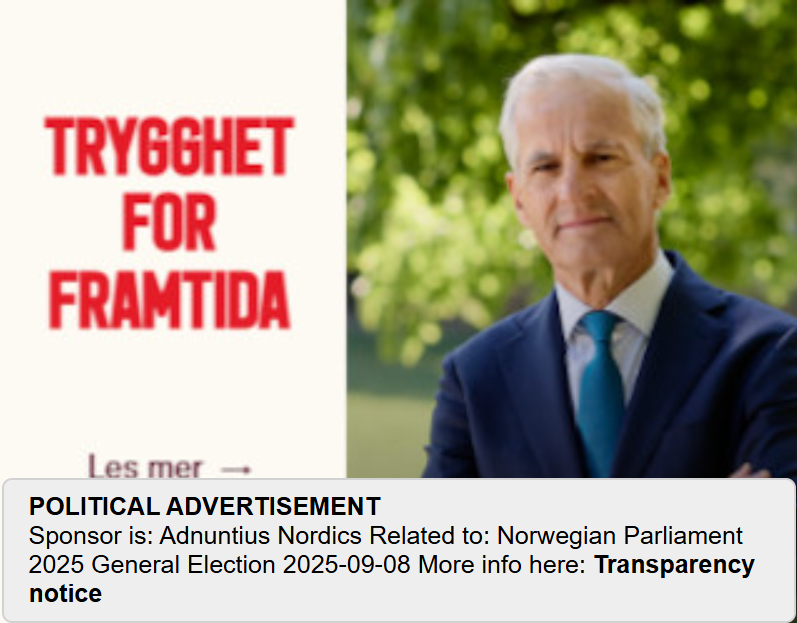 TRYGGHET
FOR
FRAMTIDA
Les mer →
POLITICAL ADVERTISEMENT
Sponsor is: Adnuntius Nordics Related to: Norwegian Parliament
2025 General Election 2025-09-08 More info here: Transparency
notice